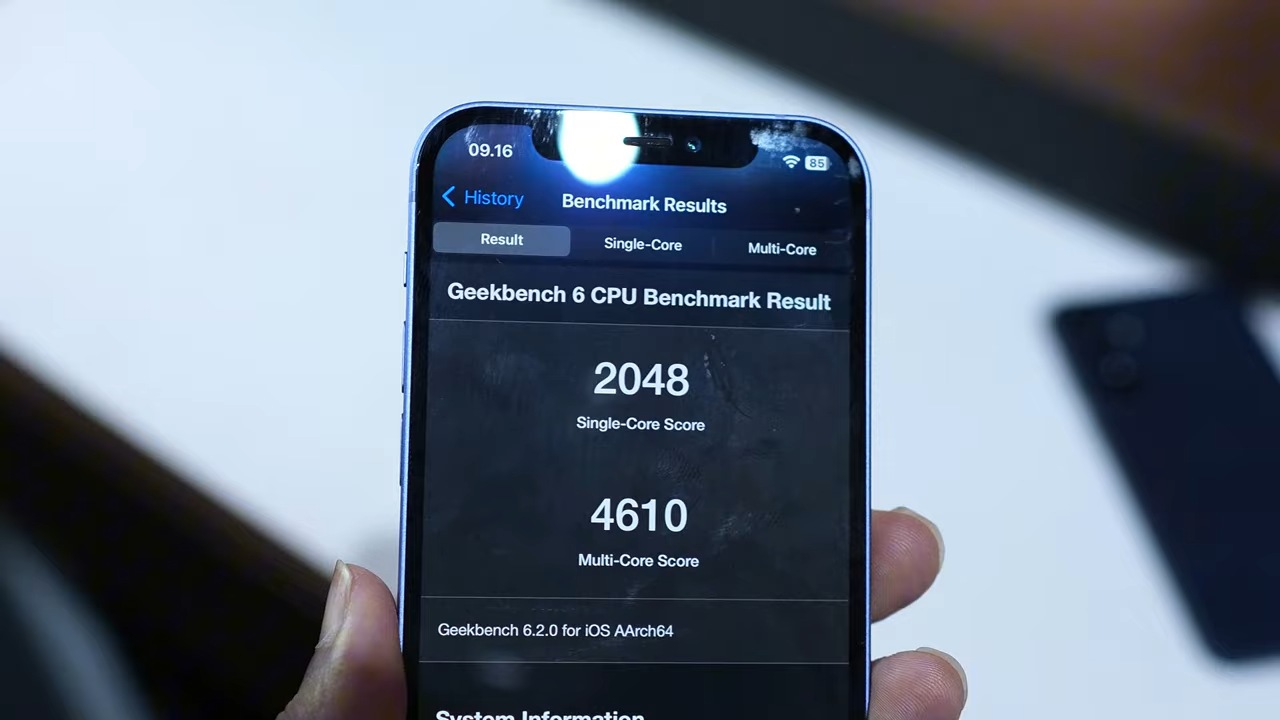 09.16
85
History
Benchmark Results
Result Single-Core Multi-Core
Geekbench 6 CPU Benchmark Result
2048
Single-Core Score
4610
Multi-Core Score
Geekbench 6.2.0 for iOS AArch64
System Information